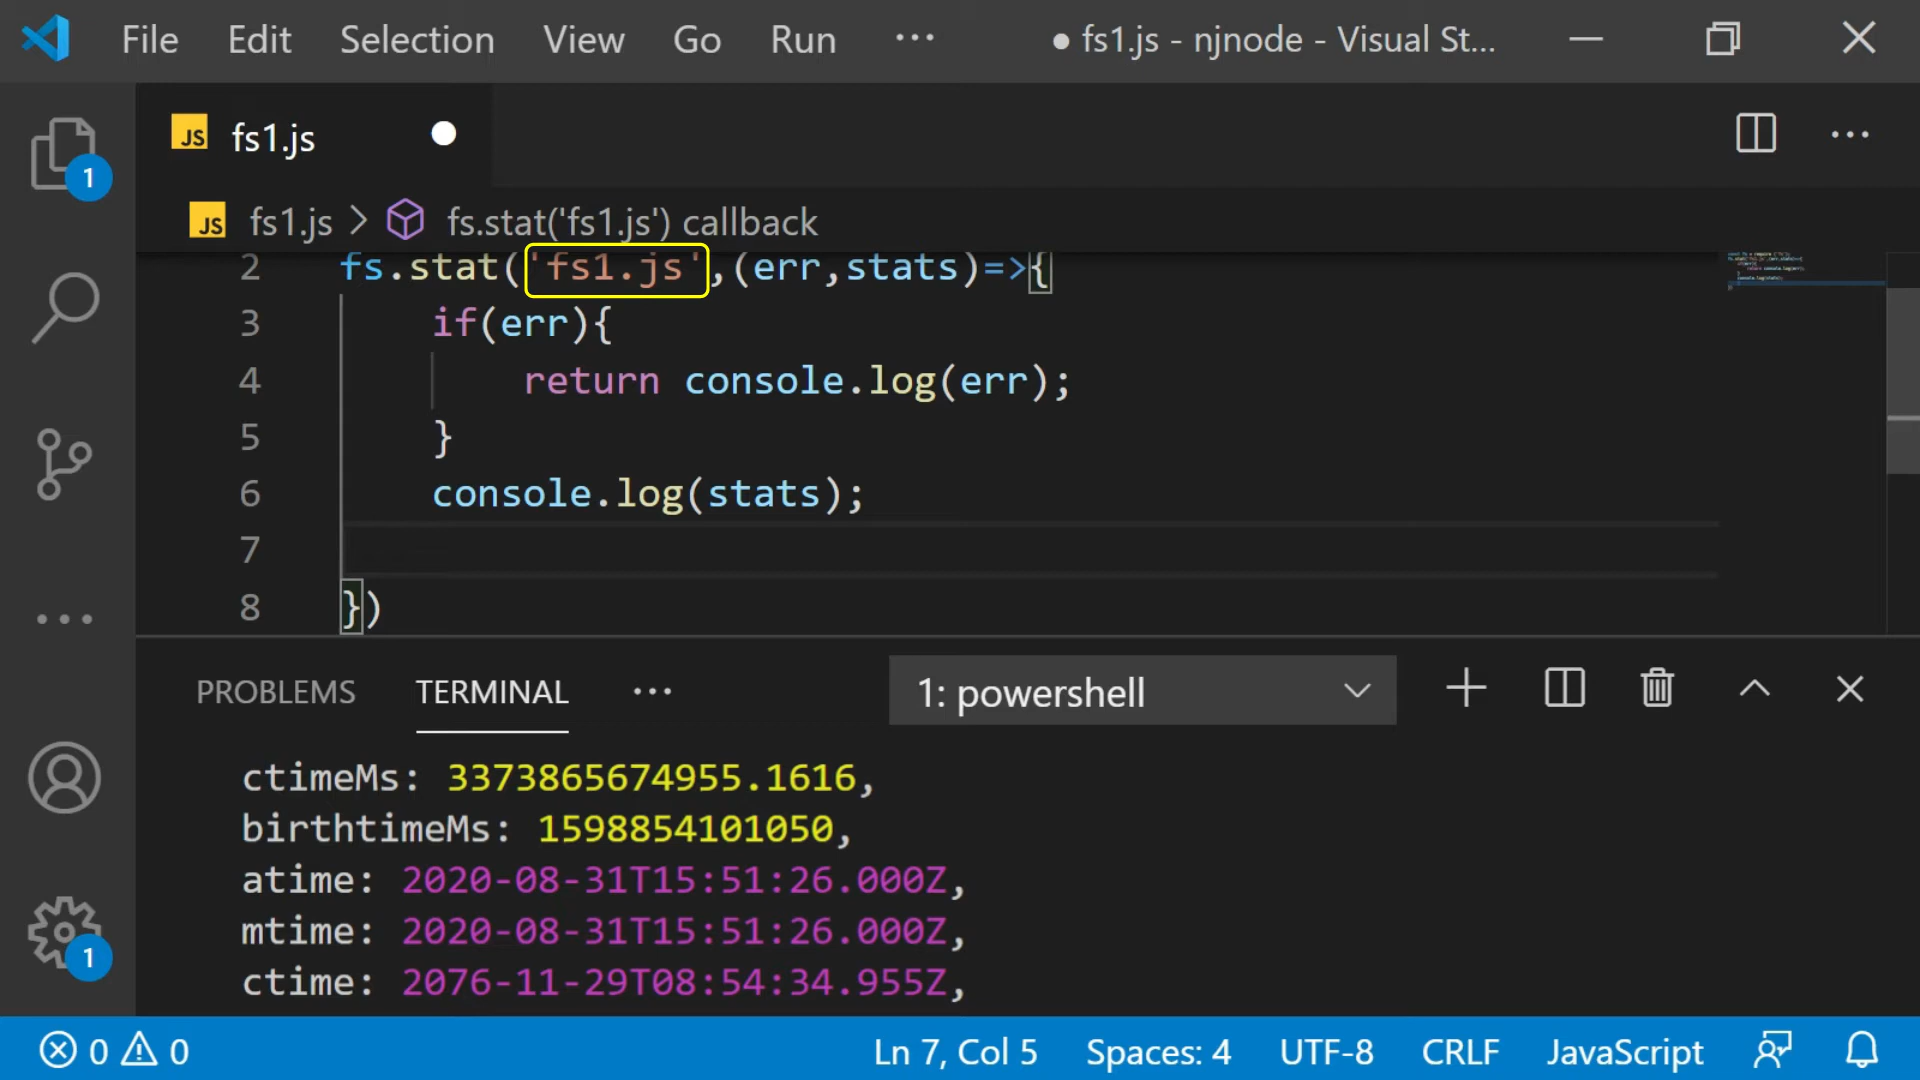 File Edit Selection View Go Run ··· ● fs1.js - njnode - Visual St...
JS fs1.js
JS fs1.js > fs.stat('fs1.js') callback
2 fs.stat('fs1.js',(err,stats)=>{
3 if(err){
4 return console.log(err);
5 }
6 console.log(stats);
7
8 })
1
1
PROBLEMS TERMINAL ··· 1: powershell
ctimeMs: 3373865674955.1616,
birthtimeMs: 1598854101050,
atime: 2020-08-31T15:51:26.000Z,
mtime: 2020-08-31T15:51:26.000Z,
ctime: 2076-11-29T08:54:34.955Z,
0 0 Ln 7, Col 5 Spaces: 4 UTF-8 CRLF JavaScript